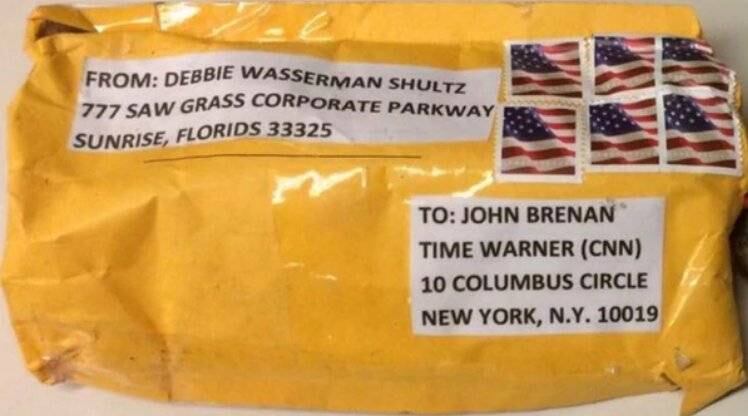 FROM: DEBBIE WASSERMAN SHULTZ
777 SAW GRASS CORPORATE PARKWAY
SUNRISE, FLORIDS 33325
TO: JOHN BRENAN
TIME WARNER (CNN)
10 COLUMBUS CIRCLE
NEW YORK, N.Y. 10019